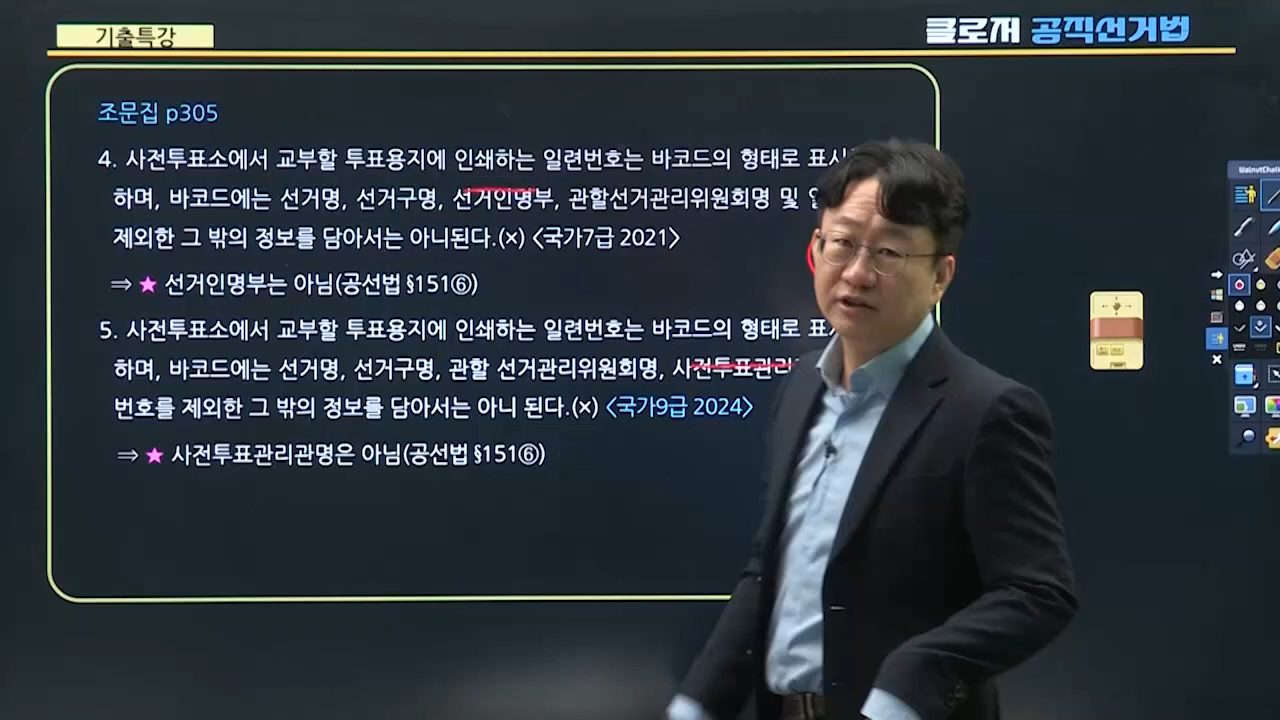 기출특강
클로저 공직선거법
조문집 p305
4. 사전투표소에서 교부할 투표용지에 인쇄하는 일련번호는 바코드의 형태로 표시
하며, 바코드에는 선거명, 선거구명, 선거인명부, 관할선거관리위원회명 및
제외한 그 밖의 정보를 담아서는 아니된다.(×) <국가7급 2021>
⇒ ★ 선거인명부는 아님(공선법 §151⑥)
5. 사전투표소에서 교부할 투표용지에 인쇄하는 일련번호는 바코드의 형태로
하며, 바코드에는 선거명, 선거구명, 관할 선거관리위원회명, 사전투표관리
번호를 제외한 그 밖의 정보를 담아서는 아니 된다.(×) <국가9급 2024>
⇒ ★ 사전투표관리관명은 아님(공선법 §151⑥)